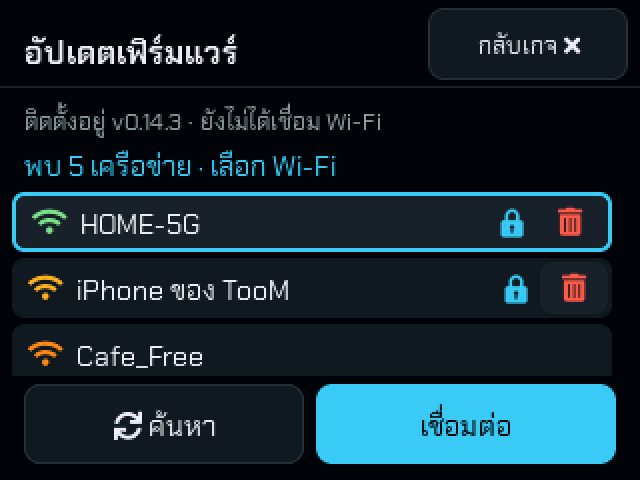 อัปเดตเฟิร์มแวร์
กลับเกจ ✕
ติดตั้งอยู่ v0.14.3 · ยังไม่ได้เชื่อม Wi-Fi
พบ 5 เครือข่าย · เลือก Wi-Fi
HOME-5G
iPhone ของ TooM
Cafe_Free
ค้นหา
เชื่อมต่อ